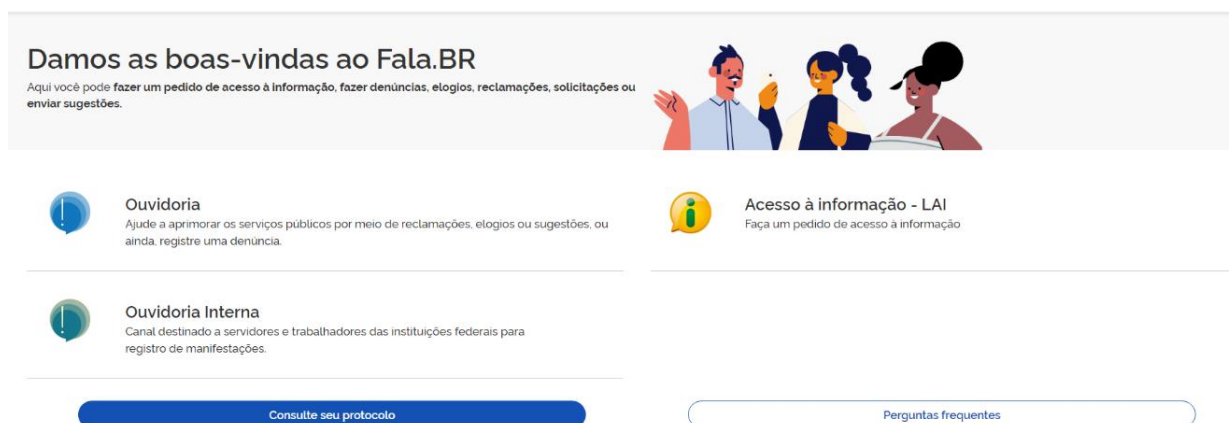 Damos as boas-vindas ao Fala.BR
Aqui você pode fazer um pedido de acesso à informação, fazer denúncias, elogios, reclamações, solicitações ou
enviar sugestões.
Ouvidoria
Ajude a aprimorar os serviços públicos por meio de reclamações, elogios ou sugestões, ou
ainda, registre uma denúncia.
Acesso à informação - LAI
Faça um pedido de acesso à informação
Ouvidoria Interna
Canal destinado a servidores e trabalhadores das instituições federais para
registro de manifestações.
Consulte seu protocolo
Perguntas frequentes